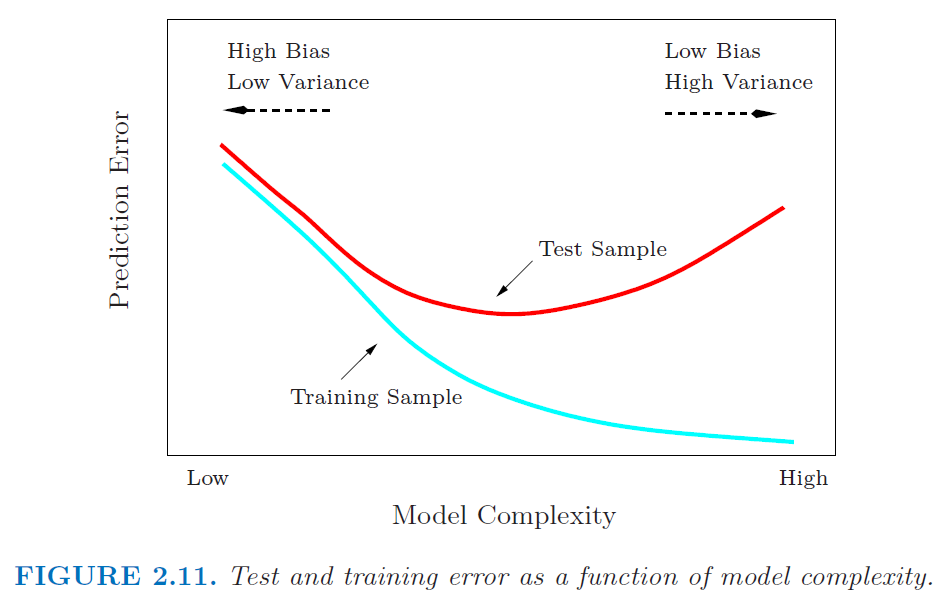 High Bias
Low Variance
Low Bias
High Variance
Prediction Error
Test Sample
Training Sample
Low
High
Model Complexity
FIGURE 2.11. Test and training error as a function of model complexity.